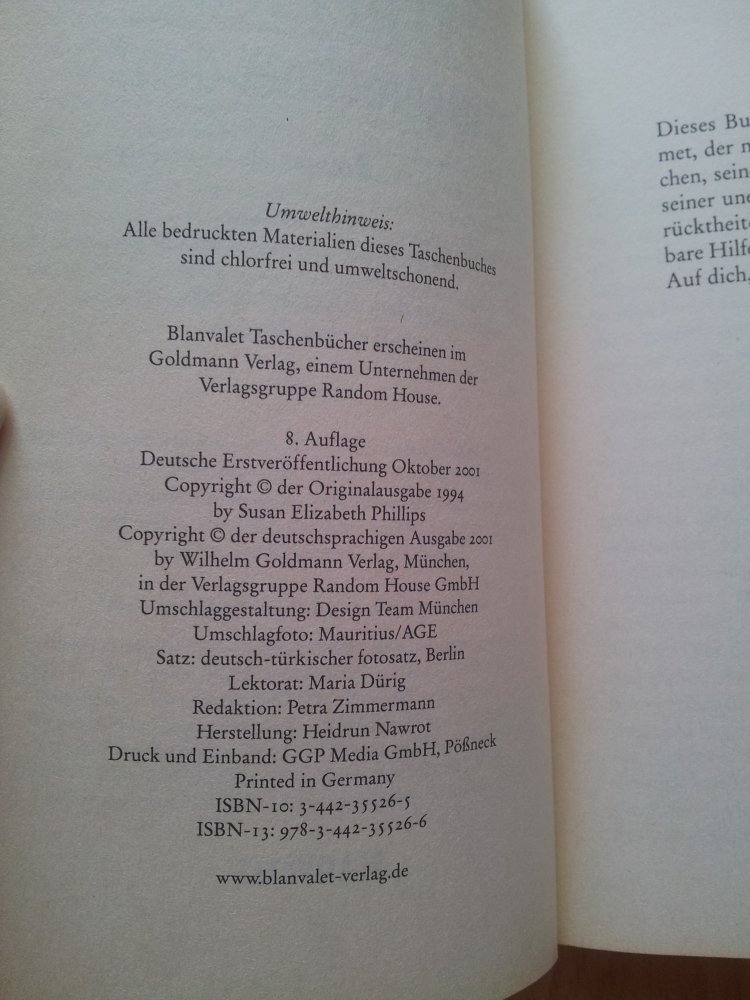 Umwelthinweis:
Alle bedruckten Materialien dieses Taschenbuches
sind chlorfrei und umweltschonend.
Blanvalet Taschenbücher erscheinen im
Goldmann Verlag, einem Unternehmen der
Verlagsgruppe Random House.
8. Auflage
Deutsche Erstveröffentlichung Oktober 2001
Copyright © der Originalausgabe 1994
by Susan Elizabeth Phillips
Copyright © der deutschsprachigen Ausgabe 2001
by Wilhelm Goldmann Verlag, München,
in der Verlagsgruppe Random House GmbH
Umschlaggestaltung: Design Team München
Umschlagfoto: Mauritius/AGE
Satz: deutsch-türkischer fotosatz, Berlin
Lektorat: Maria Dürig
Redaktion: Petra Zimmermann
Herstellung: Heidrun Nawrot
Druck und Einband: GGP Media GmbH, Pößneck
Printed in Germany
ISBN-10: 3-442-35526-5
ISBN-13: 978-3-442-35526-6
www.blanvalet-verlag.de
Dieses
met, der
chen,
seiner
bare
Auf dich,